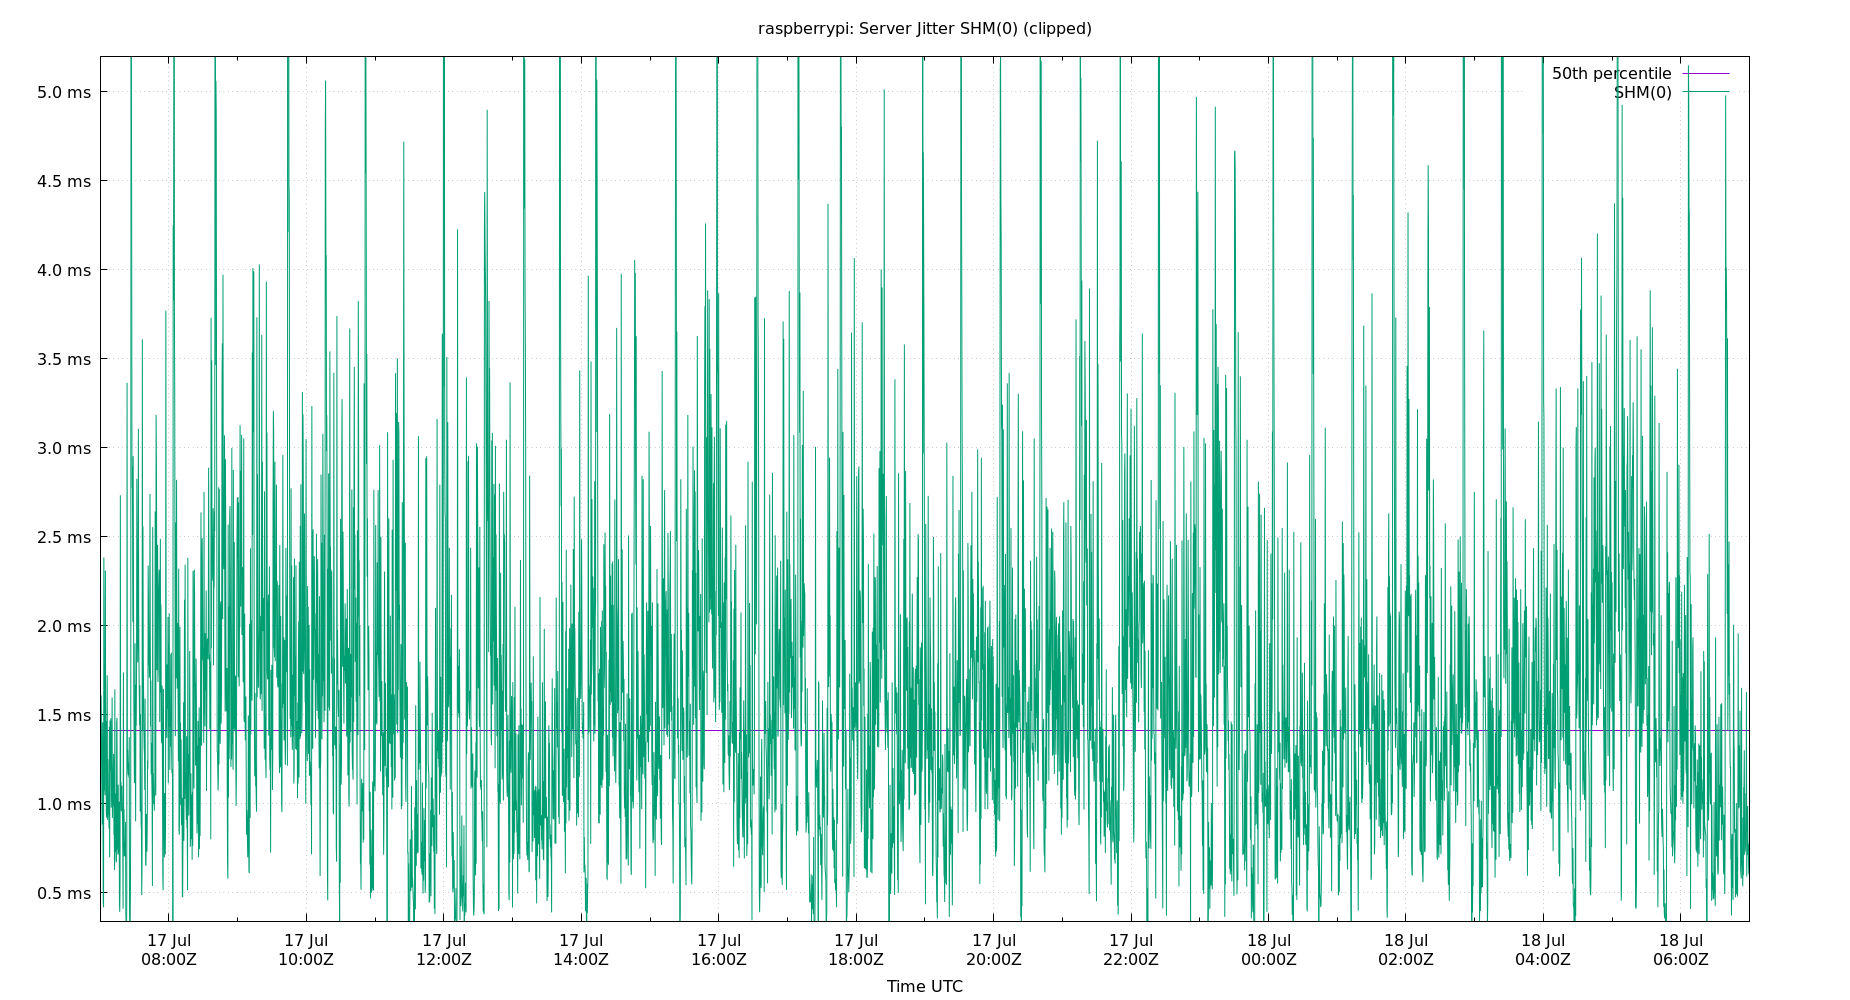 raspberrypi: Server Jitter SHM(0) (clipped)
50th percentile
SHM(0)
5.0 ms
4.5 ms
4.0 ms
3.5 ms
3.0 ms
2.5 ms
2.0 ms
1.5 ms
1.0 ms
0.5 ms
17 Jul 17 Jul 17 Jul 17 Jul 17 Jul 17 Jul 17 Jul 17 Jul 18 Jul 18 Jul 18 Jul 18 Jul
08:00Z 10:00Z 12:00Z 14:00Z 16:00Z 18:00Z 20:00Z 22:00Z 00:00Z 02:00Z 04:00Z 06:00Z
Time UTC